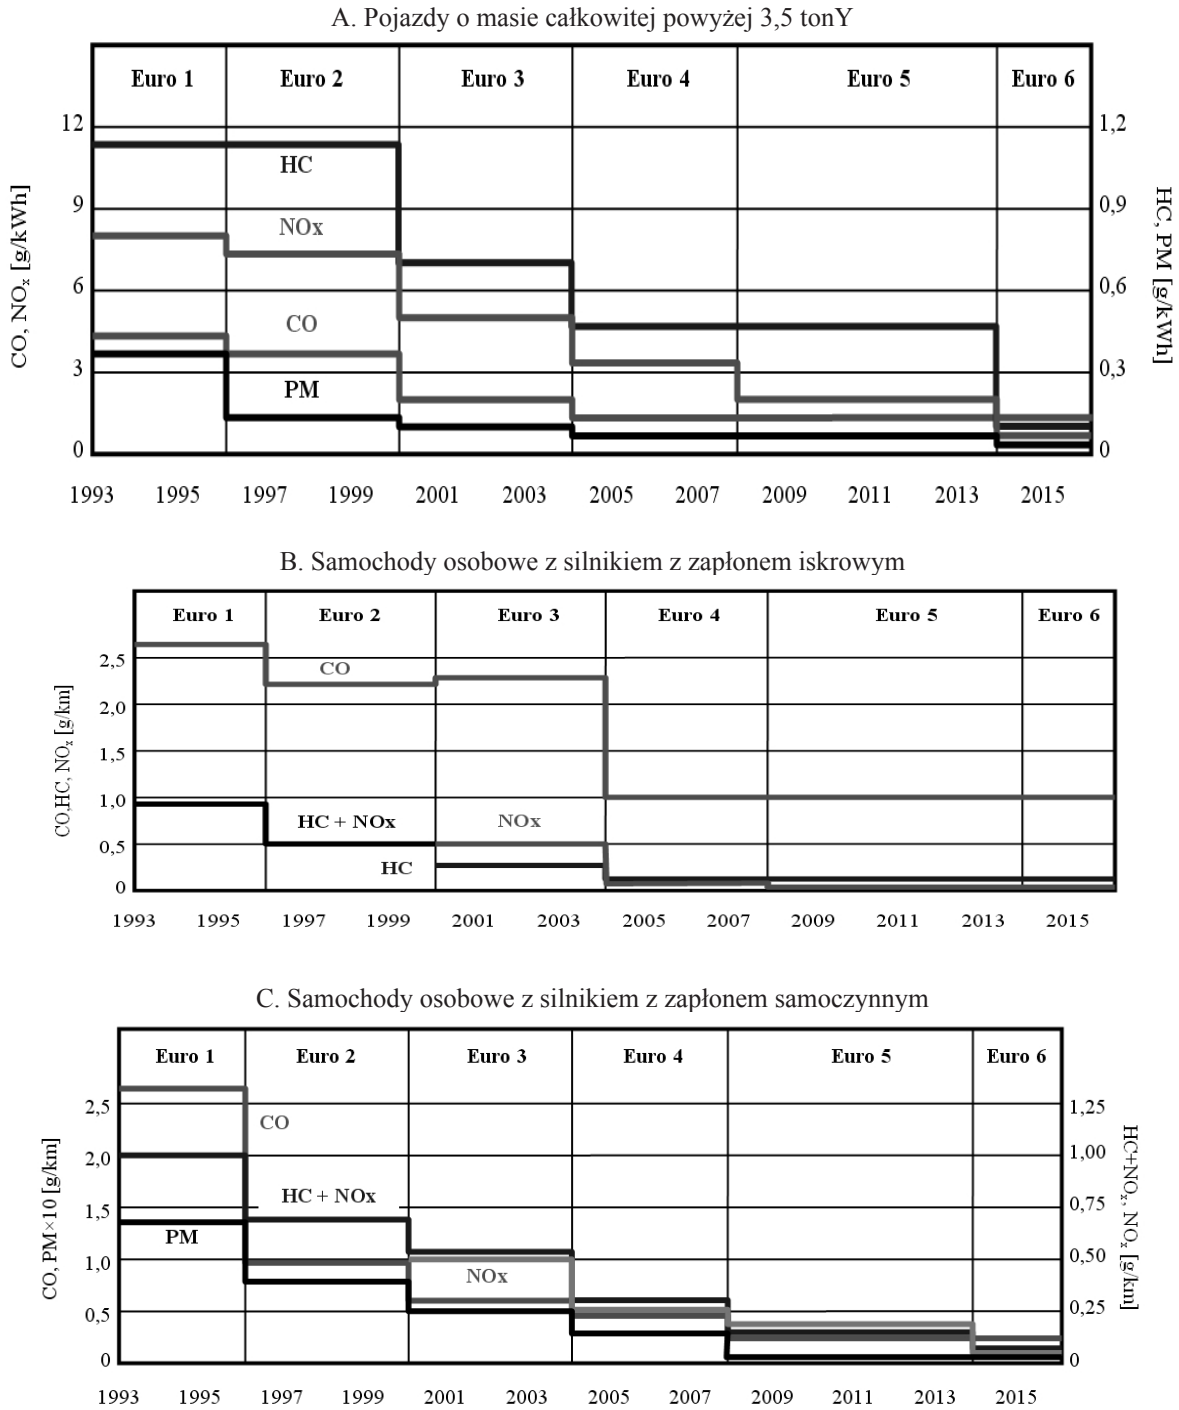 A. Pojazdy o masie całkowitej powyżej 3,5 tonY
Euro 1 Euro 2 Euro 3 Euro 4 Euro 5 Euro 6
12 1,2
HC
9 0,9
NOx
6 0,6
CO
3 0,3
PM
0 0
CO, NOx [g/kWh]
HC, PM [g/kWh]
1993 1995 1997 1999 2001 2003 2005 2007 2009 2011 2013 2015
B. Samochody osobowe z silnikiem z zapłonem iskrowym
Euro 1 Euro 2 Euro 3 Euro 4 Euro 5 Euro 6
CO
2,5
2,0
1,5
1,0
HC + NOx NOx
0,5
HC
0
CO,HC, NOx [g/km]
1993 1995 1997 1999 2001 2003 2005 2007 2009 2011 2013 2015
C. Samochody osobowe z silnikiem z zapłonem samoczynnym
Euro 1 Euro 2 Euro 3 Euro 4 Euro 5 Euro 6
2,5 1,25
CO
2,0 1,00
HC + NOx
1,5 0,75
PM
1,0 0,50
NOx
0,5 0,25
0 0
CO, PM×10 [g/km]
HC+NOx, NOx [g/km]
1993 1995 1997 1999 2001 2003 2005 2007 2009 2011 2013 2015